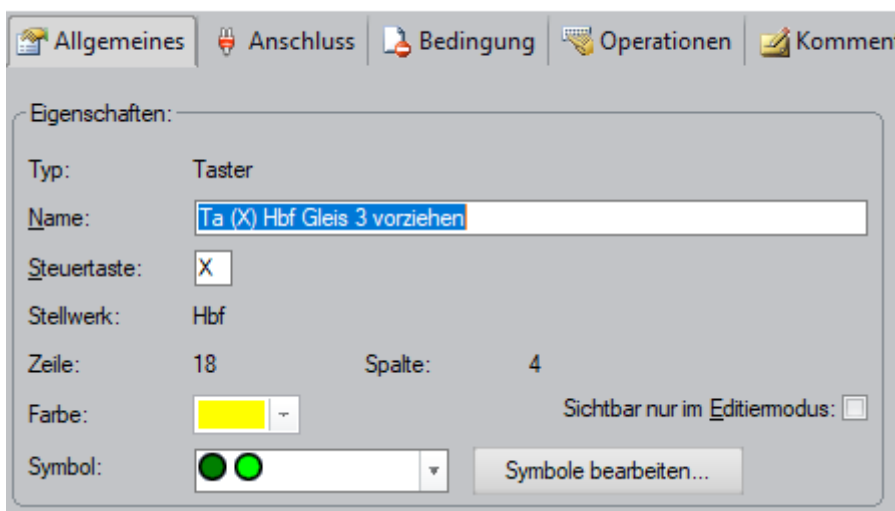 Allgemeines Anschluss Bedingung Operationen Kommen
Eigenschaften:
Typ: Taster
Name: Ta (X) Hbf Gleis 3 vorziehen
Steuertaste: X
Stellwerk: Hbf
Zeile: 18 Spalte: 4
Farbe: Sichtbar nur im Editiermodus:
Symbol: Symbole bearbeiten...